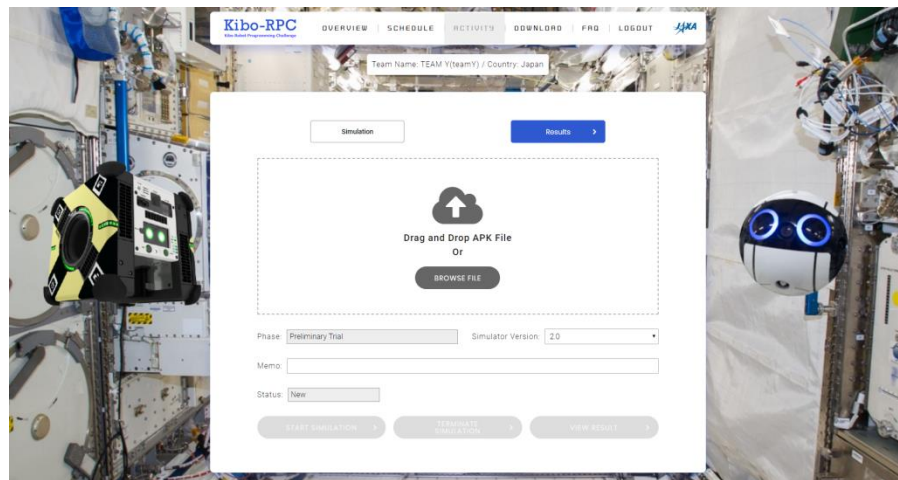 Kibo-RPC
Kibo Robot Programming Challenge
OVERVIEW
SCHEDULE
ACTIVITY
DOWNLOAD
FAQ
LOGOUT
JAXA
Team Name: TEAM Y(teamY) / Country: Japan
Simulation
Results >
Drag and Drop APK File
Or
BROWSE FILE
Phase: Preliminary Trial
Simulator Version: 2.0
Memo:
Status: New
START SIMULATION >
TERMINATE
SIMULATION >
VIEW RESULT >